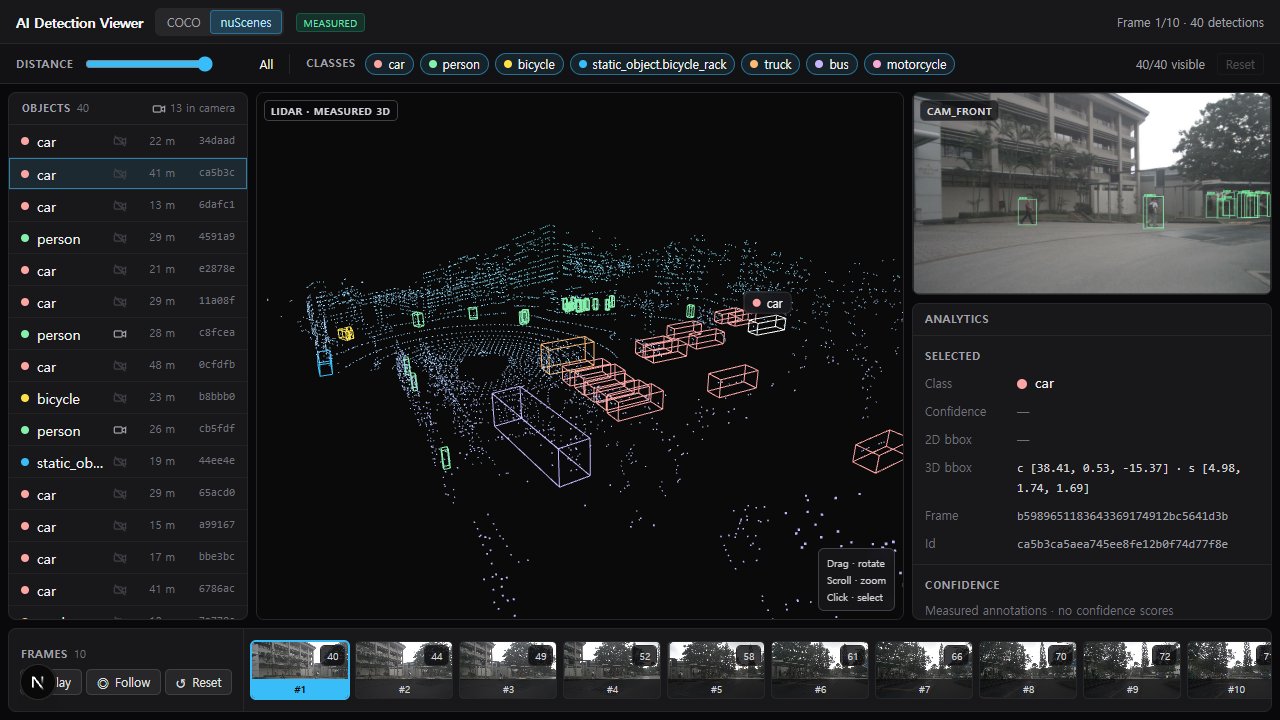 AI Detection Viewer COCO nuScenes MEASURED Frame 1/10 · 40 detections
DISTANCE All CLASSES car person bicycle static_object.bicycle_rack truck bus motorcycle 40/40 visible Reset
OBJECTS 40 13 in camera
car 22 m 34daad
car 41 m ca5b3c
car 13 m 6dafc1
person 29 m 4591a9
car 21 m e2878e
car 29 m 11a08f
person 28 m c8fcea
car 48 m 0cfdfb
bicycle 23 m b8bbb0
person 26 m cb5fdf
static_ob... 19 m 44ee4e
car 29 m 65acd0
car 15 m a99167
car 17 m bbe3bc
car 41 m 6786ac
LIDAR · MEASURED 3D
car
Drag · rotate
Scroll · zoom
Click · select
CAM_FRONT
ANALYTICS
SELECTED
Class car
Confidence —
2D bbox —
3D bbox c [38.41, 0.53, -15.37] · s [4.98,
1.74, 1.69]
Frame b5989651183643369174912bc5641d3b
Id ca5b3ca5aea745ee8fe12b0f74d77f8e
CONFIDENCE
Measured annotations · no confidence scores
FRAMES 10
N lay Follow Reset
40 44 49 52 58 61 66 70 72 7
#1 #2 #3 #4 #5 #6 #7 #8 #9 #10